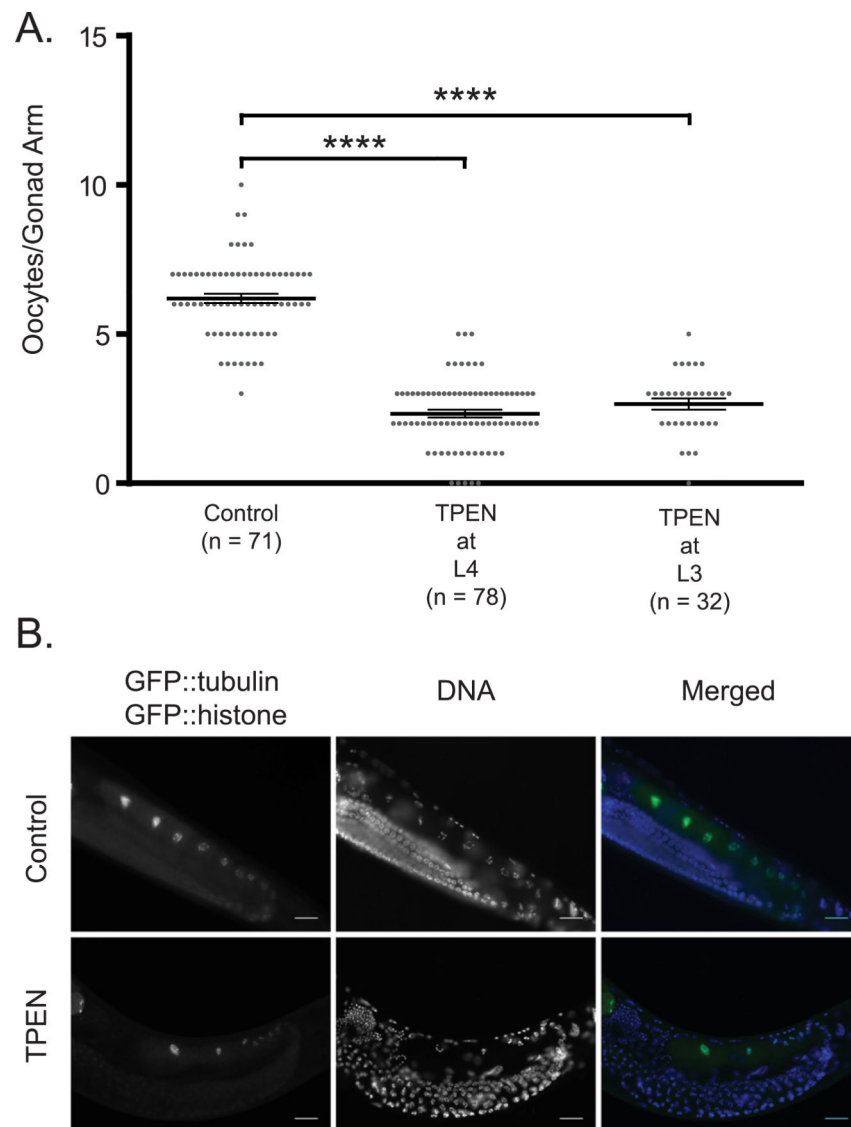 A.
15
10
5
0
Oocytes/Gonad Arm
****
****
Control
(n = 71)
TPEN
at
L4
(n = 78)
TPEN
at
L3
(n = 32)
B.
GFP::tubulin
GFP::histone
DNA
Merged
Control
TPEN